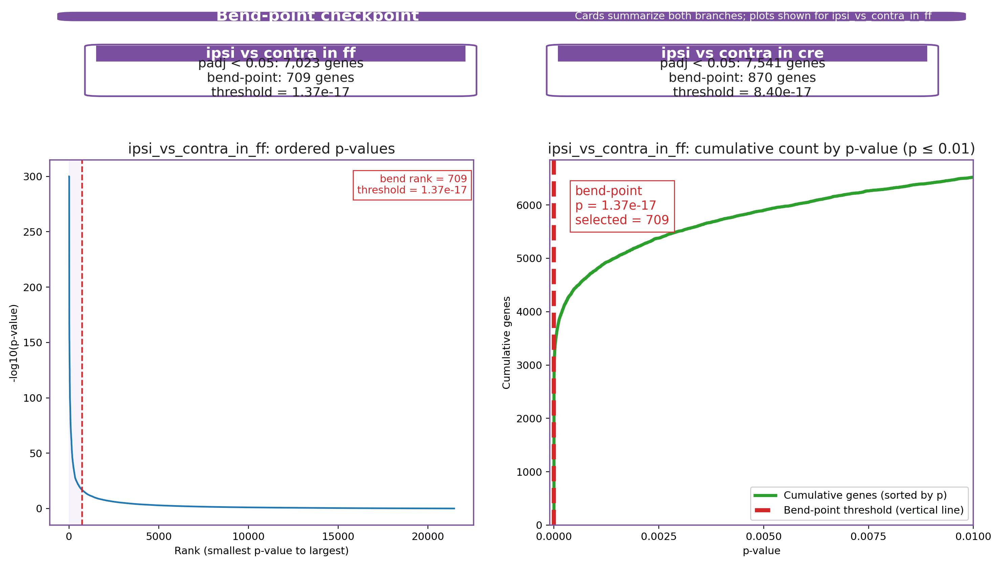 Bend-point checkpoint
Cards summarize both branches; plots shown for ipsi_vs_contra_in_ff
ipsi vs contra in ff
padj < 0.05: 7,023 genes
bend-point: 709 genes
threshold = 1.37e-17
ipsi vs contra in cre
padj < 0.05: 7,541 genes
bend-point: 870 genes
threshold = 8.40e-17
ipsi_vs_contra_in_ff: ordered p-values
300
250
200
150
100
50
0
-log10(p-value)
bend rank = 709
threshold = 1.37e-17
0
5000
10000
15000
20000
Rank (smallest p-value to largest)
ipsi_vs_contra_in_ff: cumulative count by p-value (p ≤ 0.01)
6000
5000
4000
3000
2000
1000
0
Cumulative genes
bend-point
p = 1.37e-17
selected = 709
Cumulative genes (sorted by p)
Bend-point threshold (vertical line)
0.0000
0.0025
0.0050
0.0075
0.0100
p-value